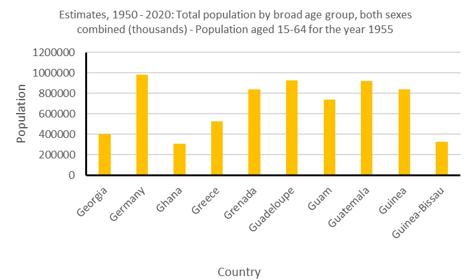 Estimates, 1950 - 2020: Total population by broad age group, both sexes
combined (thousands) - Population aged 15-64 for the year 1955
1200000
1000000
800000
600000
400000
200000
0
Population
Georgia
Germany
Ghana
Greece
Grenada
Guadeloupe
Guam
Guatemala
Guinea
Guinea-Bissau
Country